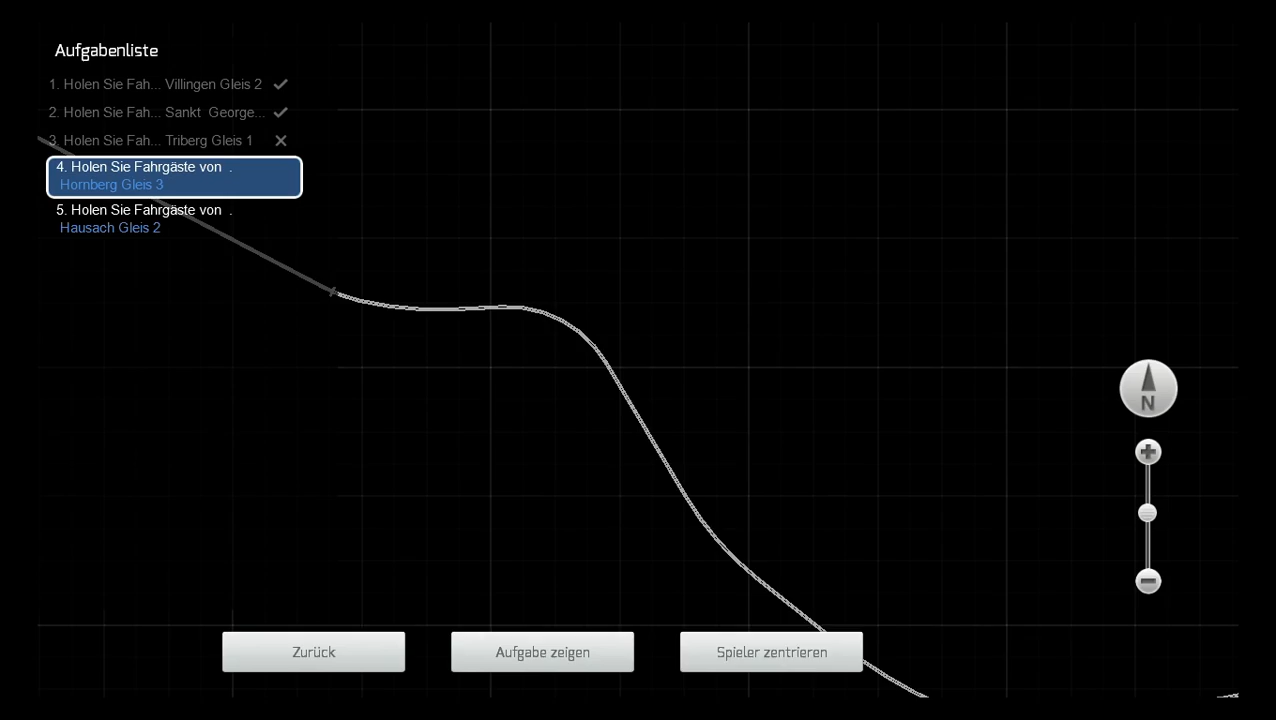 Aufgabenliste
1. Holen Sie Fah... Villingen Gleis 2
2. Holen Sie Fah... Sankt George...
3. Holen Sie Fah... Triberg Gleis 1
4. Holen Sie Fahrgäste von .
Hornberg Gleis 3
5. Holen Sie Fahrgäste von .
Hausach Gleis 2
N
Zurück
Aufgabe zeigen
Spieler zentrieren